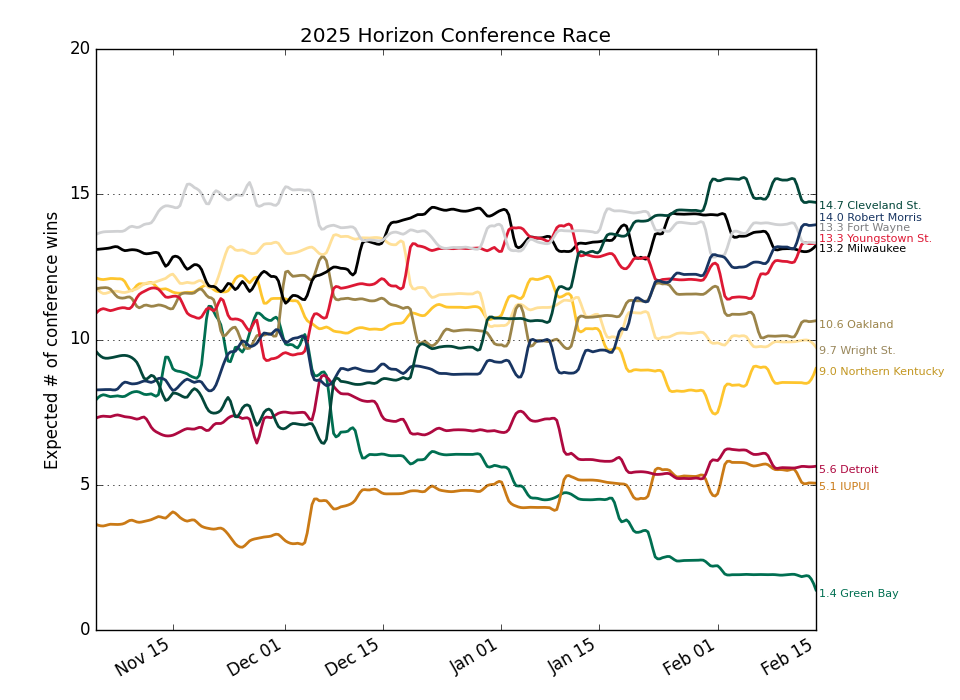 2025 Horizon Conference Race
Expected # of conference wins
20
15
10
5
0
14.7 Cleveland St.
14.0 Robert Morris
13.3 Fort Wayne
13.3 Youngstown St.
13.2 Milwaukee
10.6 Oakland
9.7 Wright St.
9.0 Northern Kentucky
5.6 Detroit
5.1 IUPUI
1.4 Green Bay
Nov 15
Dec 01
Dec 15
Jan 01
Jan 15
Feb 01
Feb 15